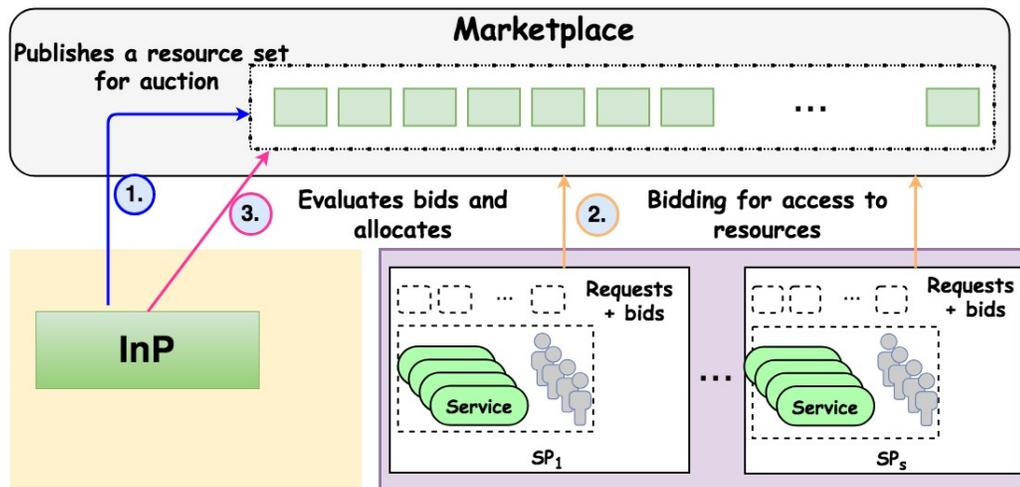 Marketplace
Publishes a resource set
for auction
...
1.
3.
Evaluates bids and
allocates
2.
Bidding for access to
resources
InP
...
Requests
+ bids
Service
SP1
...
...
Requests
+ bids
Service
SPs